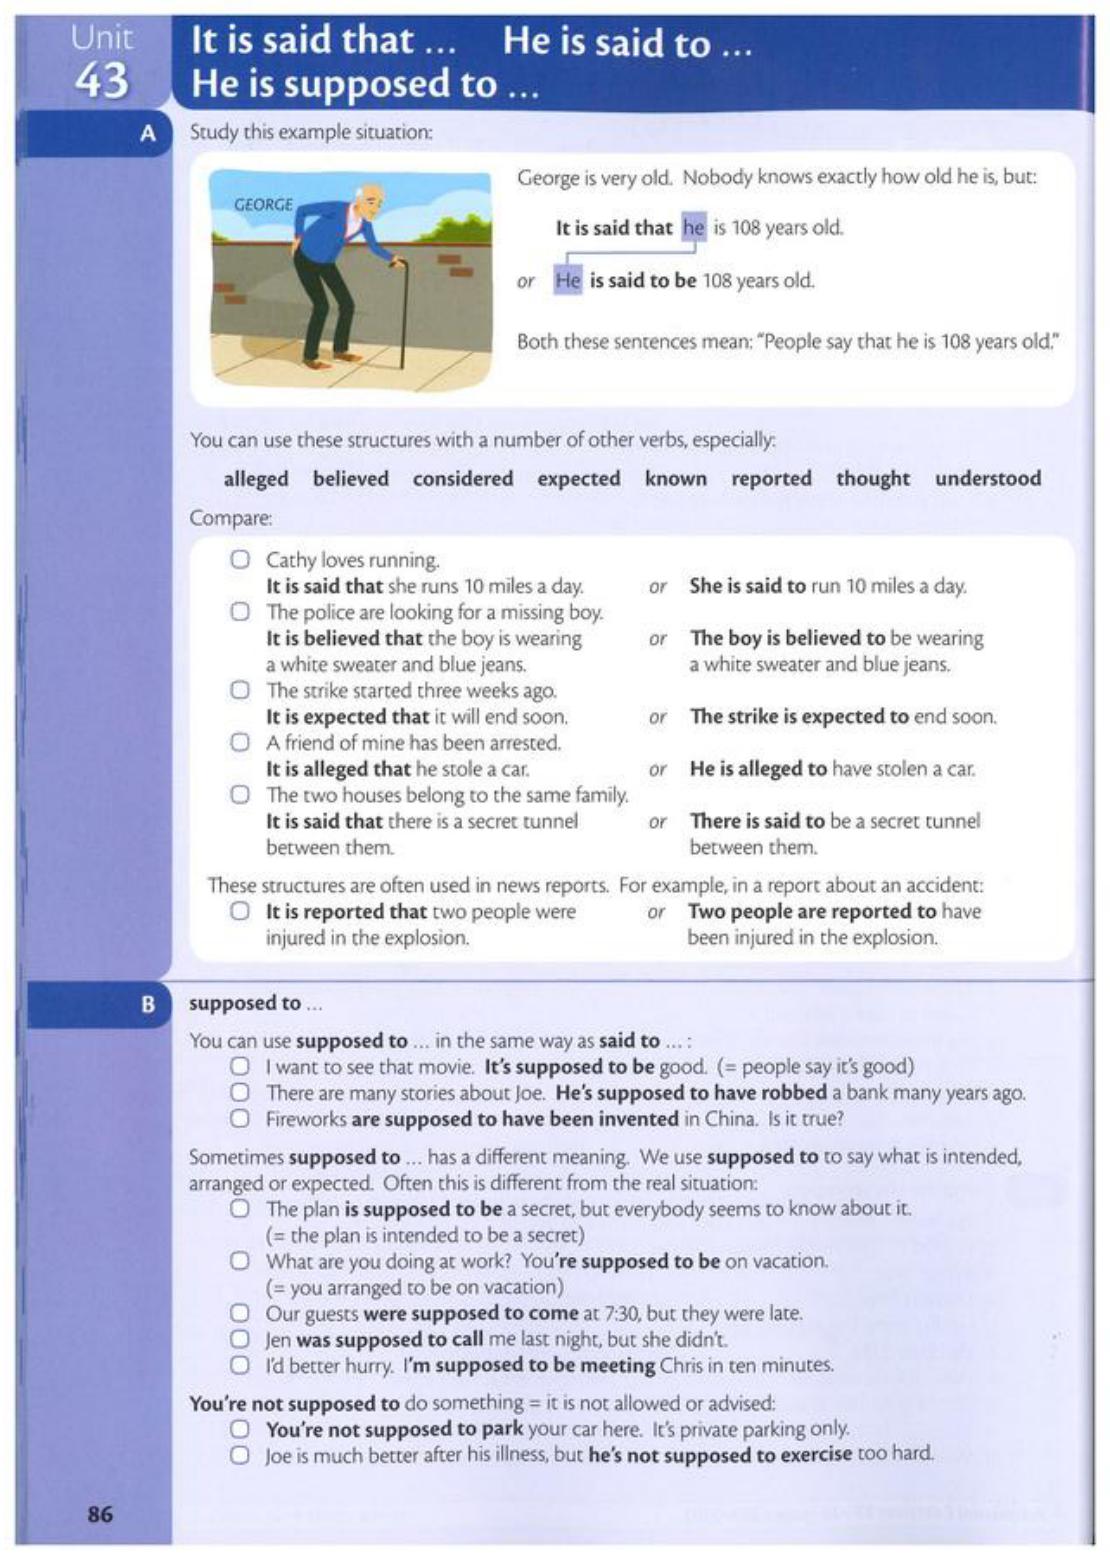 Unit
43
It is said that ... He is said to ...
He is supposed to ...
A
Study this example situation:
GEORGE
George is very old. Nobody knows exactly how old he is, but:
It is said that he is 108 years old.
or He is said to be 108 years old.
Both these sentences mean: “People say that he is 108 years old.”
You can use these structures with a number of other verbs, especially:
alleged believed considered expected known reported thought understood
Compare:
Cathy loves running.
It is said that she runs 10 miles a day. or She is said to run 10 miles a day.
The police are looking for a missing boy.
It is believed that the boy is wearing or The boy is believed to be wearing
a white sweater and blue jeans. a white sweater and blue jeans.
The strike started three weeks ago.
It is expected that it will end soon. or The strike is expected to end soon.
A friend of mine has been arrested.
It is alleged that he stole a car. or He is alleged to have stolen a car.
The two houses belong to the same family.
It is said that there is a secret tunnel or There is said to be a secret tunnel
between them. between them.
These structures are often used in news reports. For example, in a report about an accident:
It is reported that two people were or Two people are reported to have
injured in the explosion. been injured in the explosion.
B
supposed to ...
You can use supposed to ... in the same way as said to ... :
I want to see that movie. It's supposed to be good. (= people say it's good)
There are many stories about Joe. He's supposed to have robbed a bank many years ago.
Fireworks are supposed to have been invented in China. Is it true?
Sometimes supposed to ... has a different meaning. We use supposed to to say what is intended,
arranged or expected. Often this is different from the real situation:
The plan is supposed to be a secret, but everybody seems to know about it.
(= the plan is intended to be a secret)
What are you doing at work? You're supposed to be on vacation.
(= you arranged to be on vacation)
Our guests were supposed to come at 7:30, but they were late.
Jen was supposed to call me last night, but she didn't.
I'd better hurry. I'm supposed to be meeting Chris in ten minutes.
You're not supposed to do something = it is not allowed or advised:
You're not supposed to park your car here. It's private parking only.
Joe is much better after his illness, but he's not supposed to exercise too hard.
86